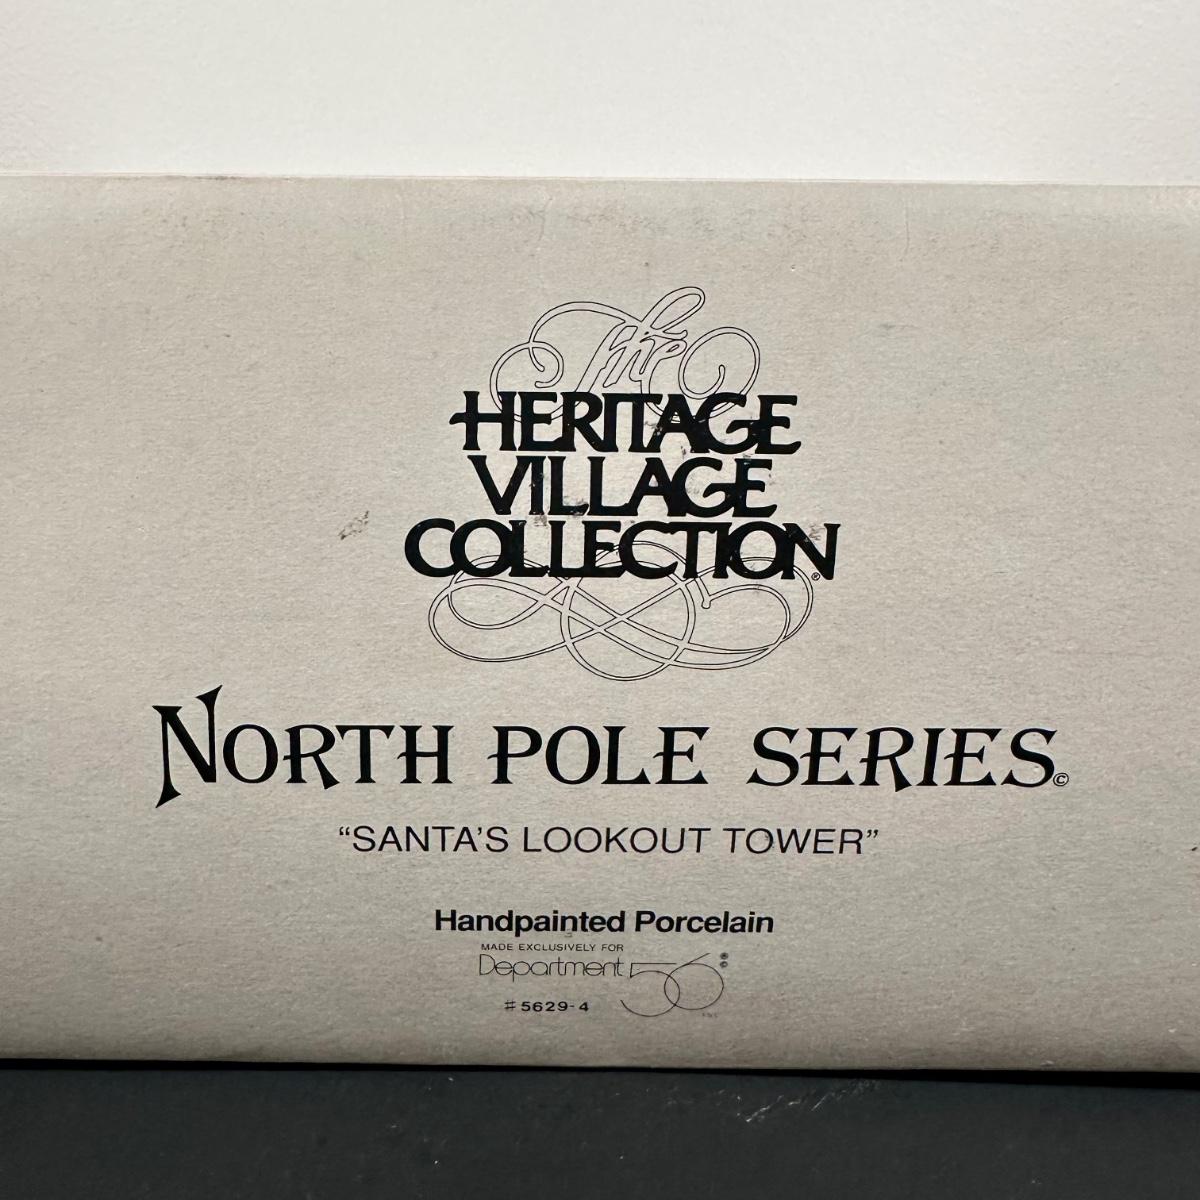 The
HERITAGE
VILLAGE
COLLECTION®
NORTH POLE SERIES©
“SANTA’S LOOKOUT TOWER”
Handpainted Porcelain
MADE EXCLUSIVELY FOR
Department 56 ®©
#5629-4